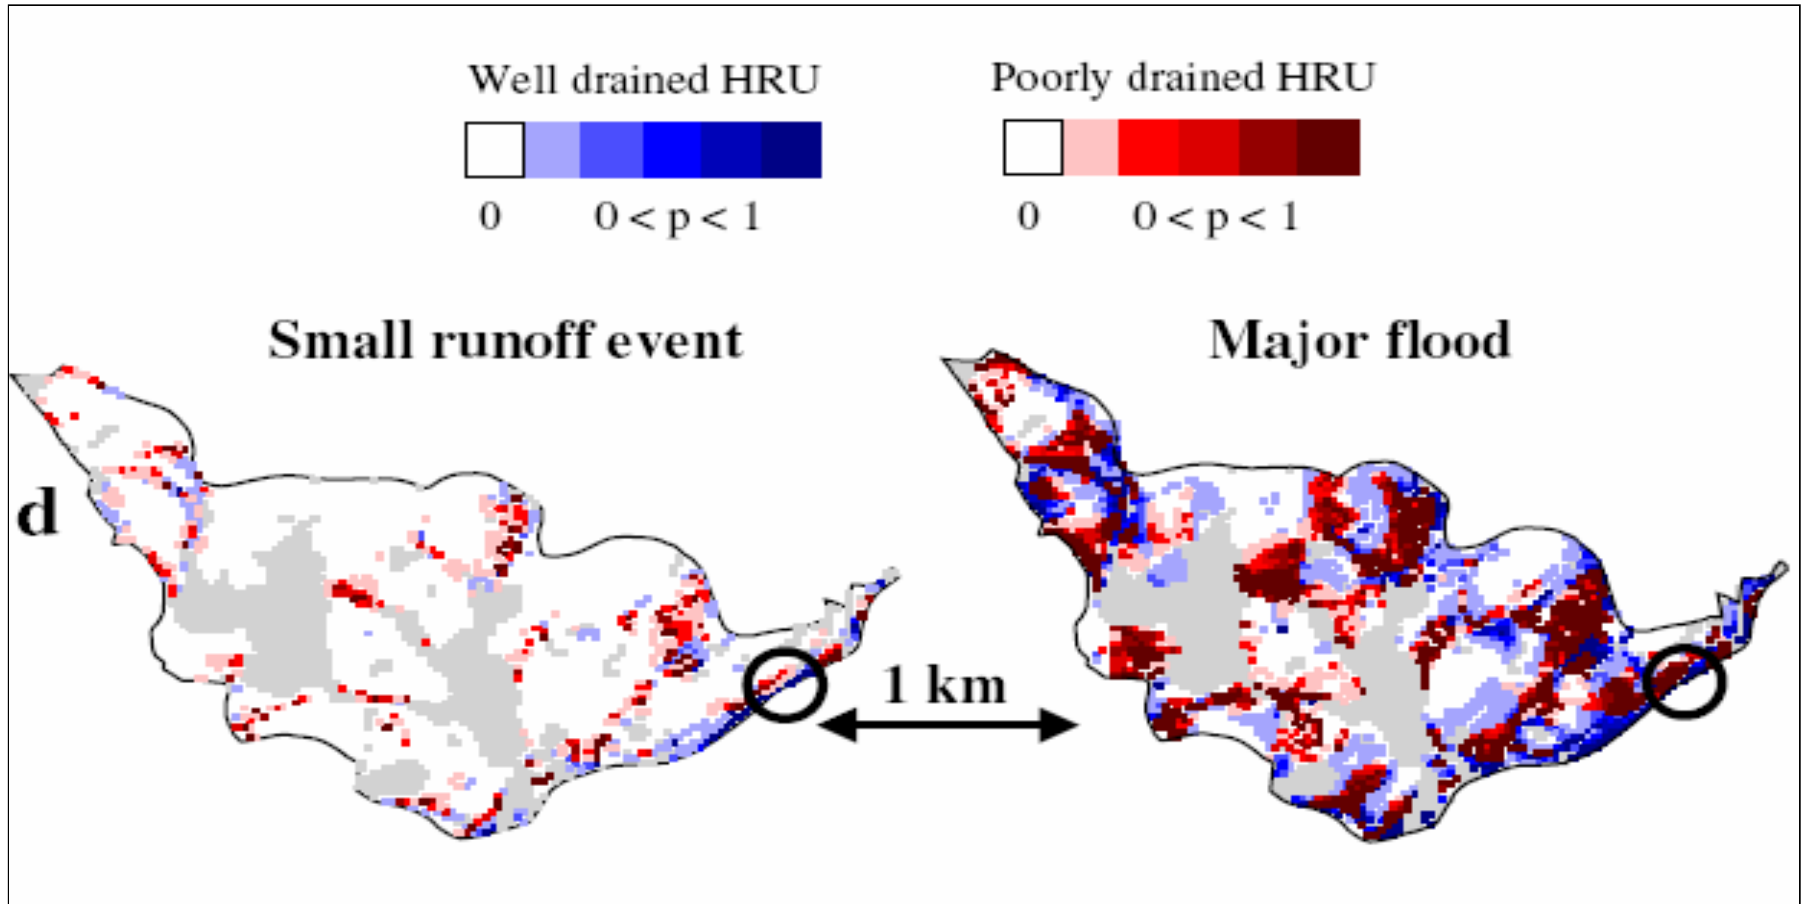 Well drained HRU
Poorly drained HRU
0
0 < p < 1
0
0 < p < 1
Small runoff event
Major flood
d
1 km